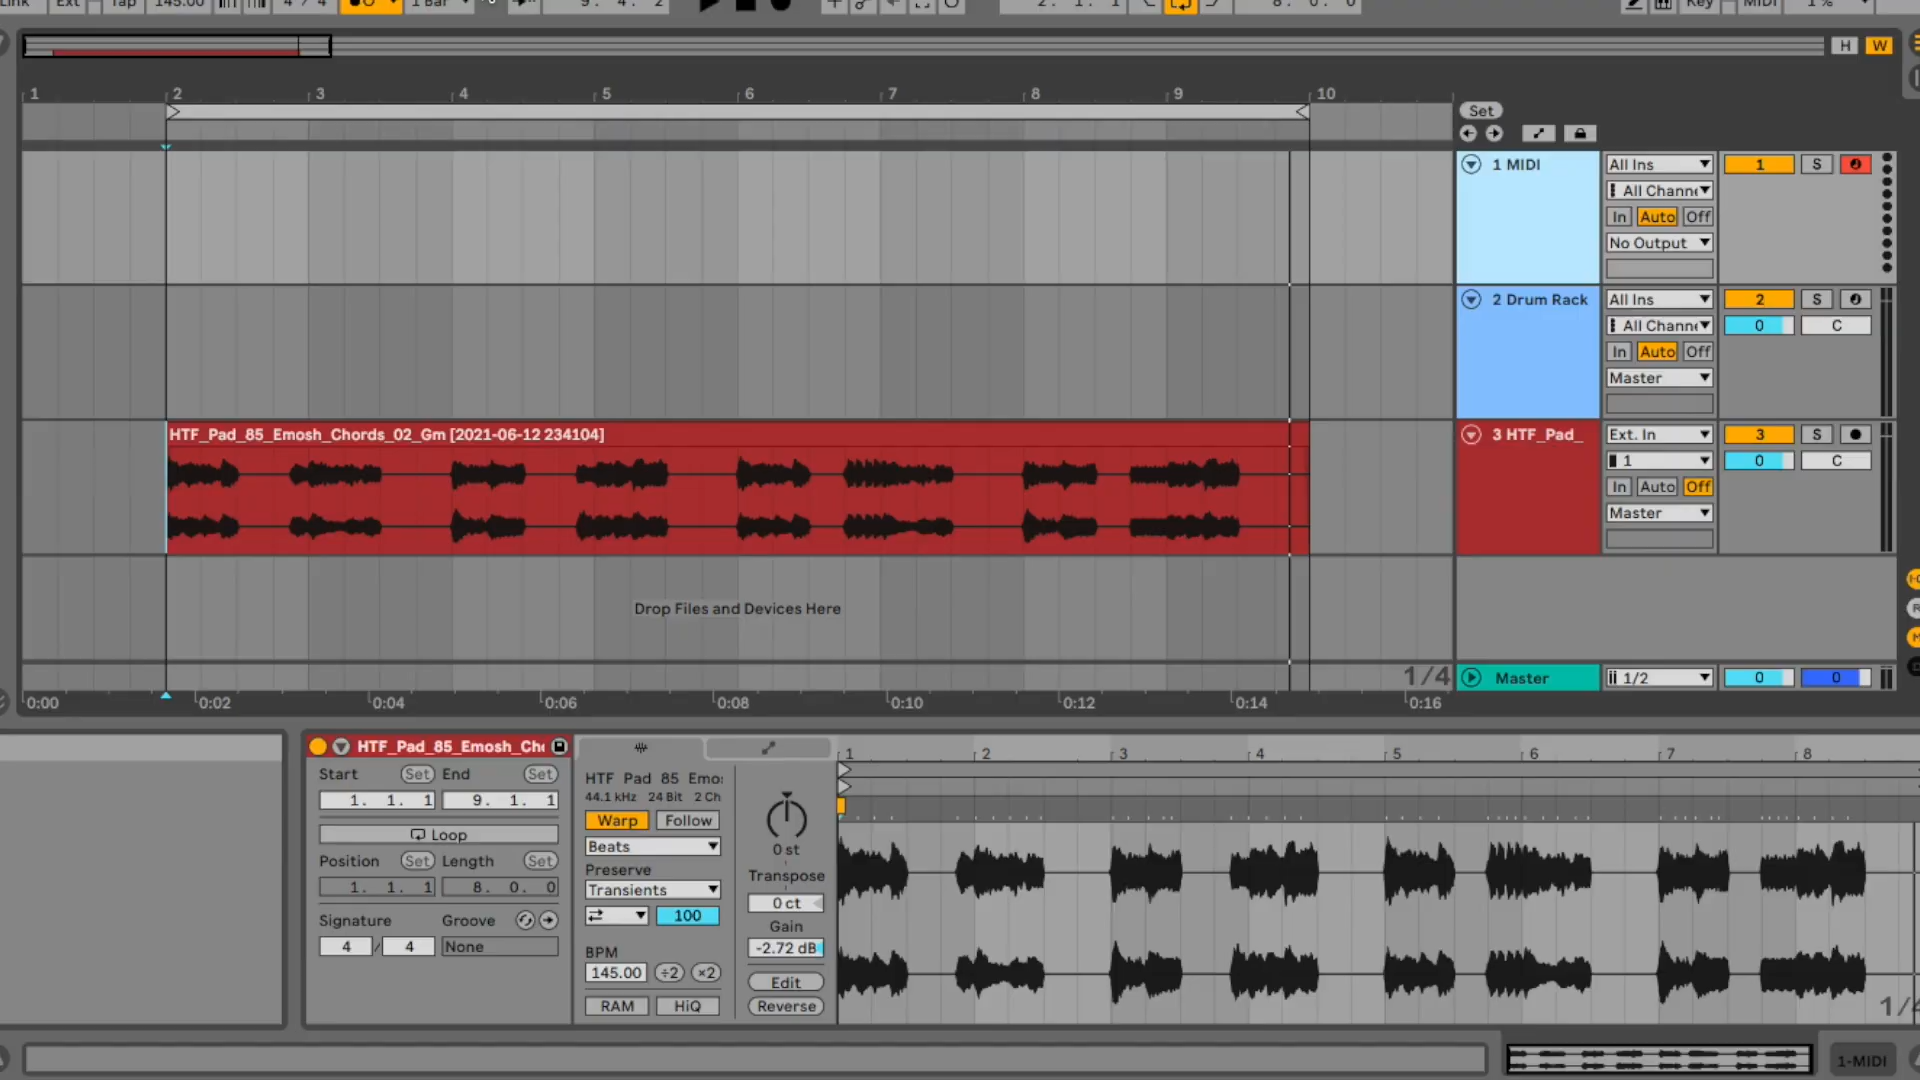 Link Ext Tap 145.00 4 / 4 1 Bar 9. 4. 2 2. 1. 1 8. 0. 0 Key MIDI 1 %
H W
1 2 3 4 5 6 7 8 9 10
Set
1 MIDI All Ins 1 S
All Channe
In Auto Off
No Output
2 Drum Rack All Ins 2 S
All Channe 0 C
In Auto Off
Master
HTF_Pad_85_Emosh_Chords_02_Gm [2021-06-12 234104]
3 HTF_Pad_ Ext. In 3 S
1 0 C
In Auto Off
Master
Drop Files and Devices Here
1/4
Master 1/2 0 0
0:00 0:02 0:04 0:06 0:08 0:10 0:12 0:14 0:16
HTF_Pad_85_Emosh_Cho
Start Set End Set
1. 1. 1 9. 1. 1
Loop
Position Set Length Set
1. 1. 1 8. 0. 0
Signature Groove
4 / 4 None
HTF Pad 85 Emos
44.1 kHz 24 Bit 2 Ch
Warp Follow
Beats
Preserve
Transients
100
BPM
145.00 ÷2 ×2
RAM HiQ
0 st
Transpose
0 ct
Gain
-2.72 dB
Edit
Reverse
1 2 3 4 5 6 7 8
1/4
1-MIDI